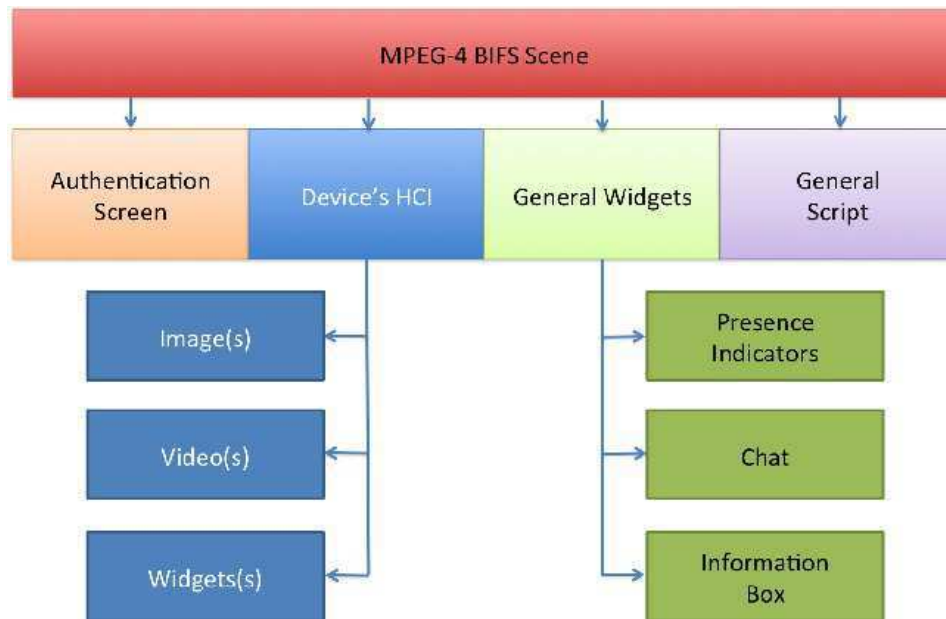 MPEG-4 BIFS Scene
Authentication
Screen
Device's HCI
General Widgets
General
Script
Image(s)
Video(s)
Widgets(s)
Presence
Indicators
Chat
Information
Box